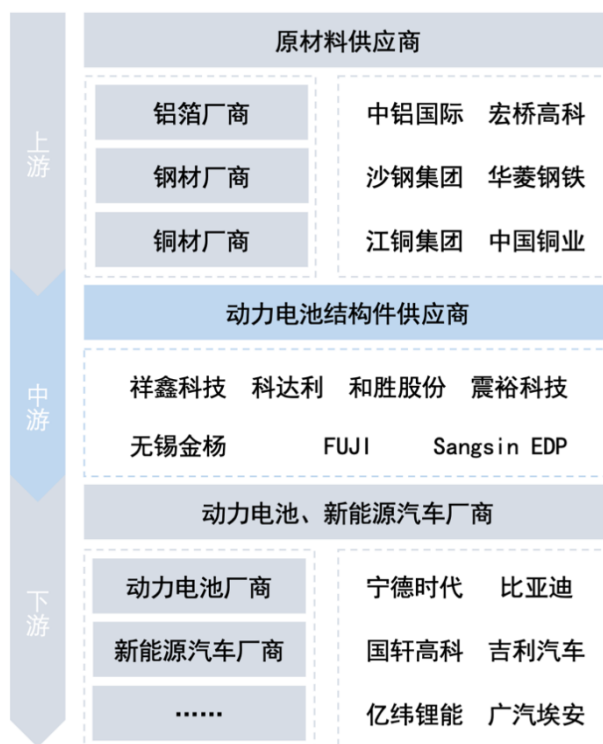 原材料供应商
上游
铝箔厂商
中铝国际 宏桥高科
钢材厂商
沙钢集团 华菱钢铁
铜材厂商
江铜集团 中国铜业
动力电池结构件供应商
中游
祥鑫科技 科达利 和胜股份 震裕科技
无锡金杨 FUJI Sangsin EDP
动力电池、新能源汽车厂商
下游
动力电池厂商
宁德时代 比亚迪
新能源汽车厂商
国轩高科 吉利汽车
……
亿纬锂能 广汽埃安